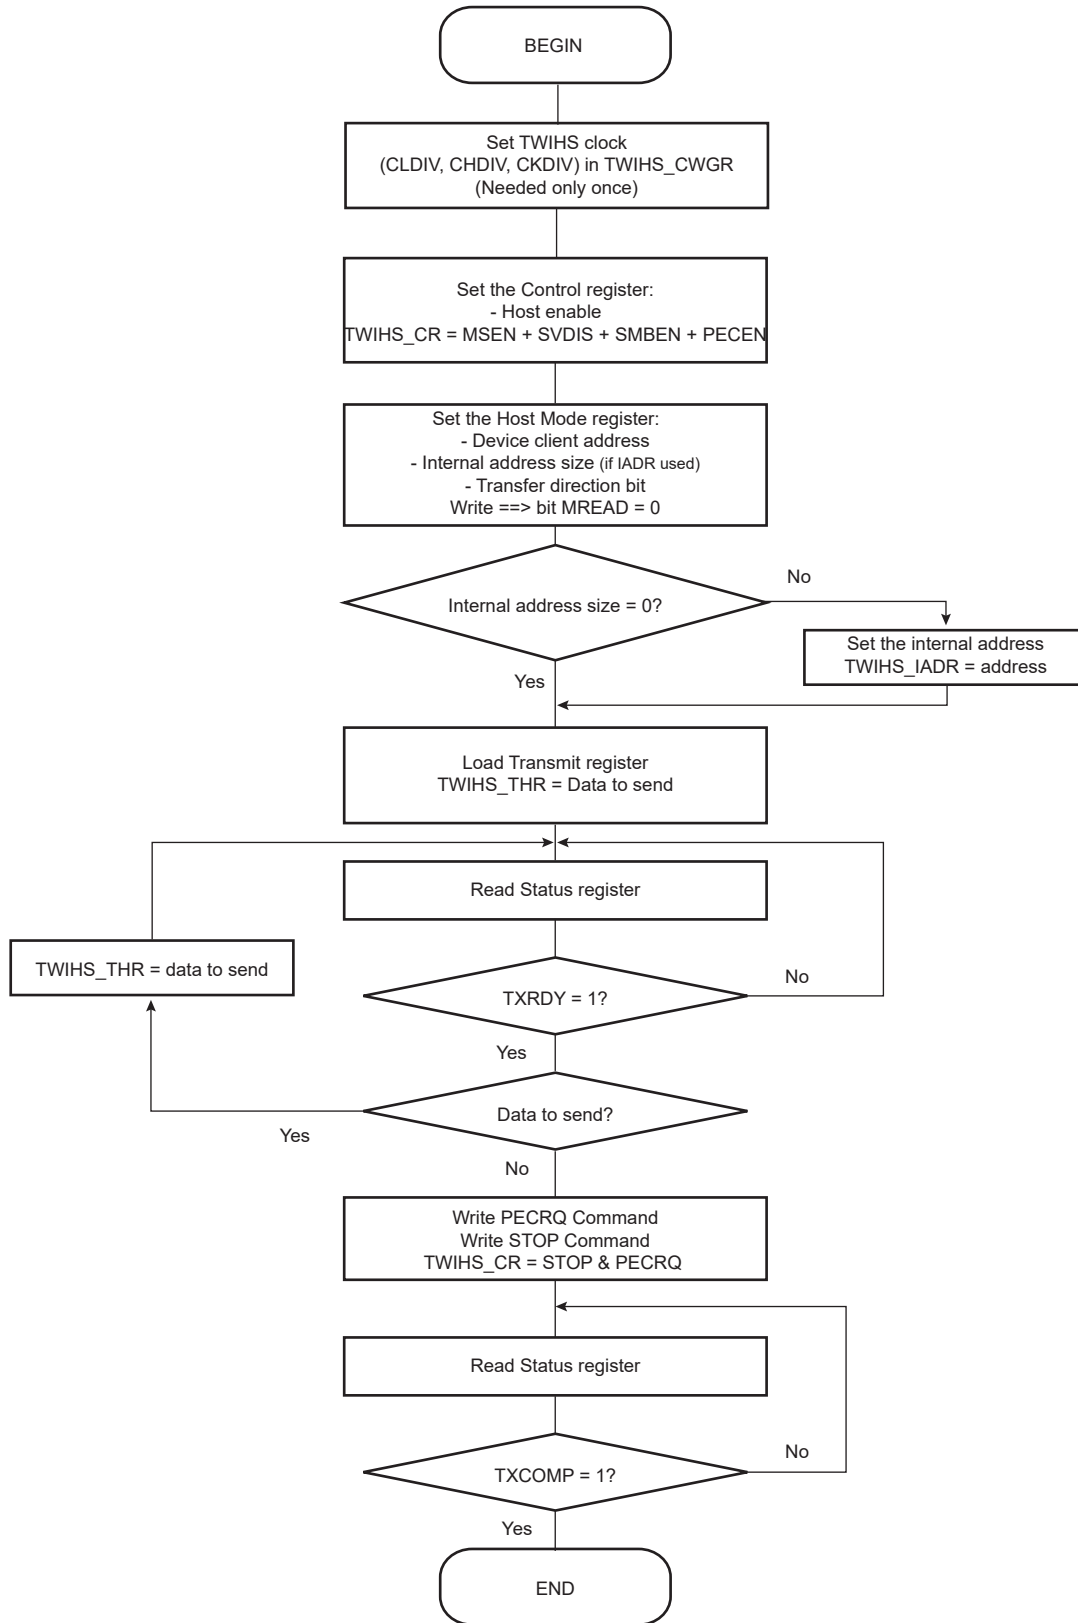 BEGIN
Set TWIHS clock
(CLDIV, CHDIV, CKDIV) in TWIHS_CWGR
(Needed only once)
Set the Control register:
- Host enable
TWIHS_CR = MSEN + SVDIS + SMBEN + PECEN
Set the Host Mode register:
- Device client address
- Internal address size (if IADR used)
- Transfer direction bit
Write ==> bit MREAD = 0
No
Internal address size = 0?
Set the internal address
TWIHS_IADR = address
Yes
Load Transmit register
TWIHS_THR = Data to send
Read Status register
TWIHS_THR = data to send
No
TXRDY = 1?
Yes
Data to send?
Yes
No
Write PECRQ Command
Write STOP Command
TWIHS_CR = STOP & PECRQ
Read Status register
No
TXCOMP = 1?
Yes
END